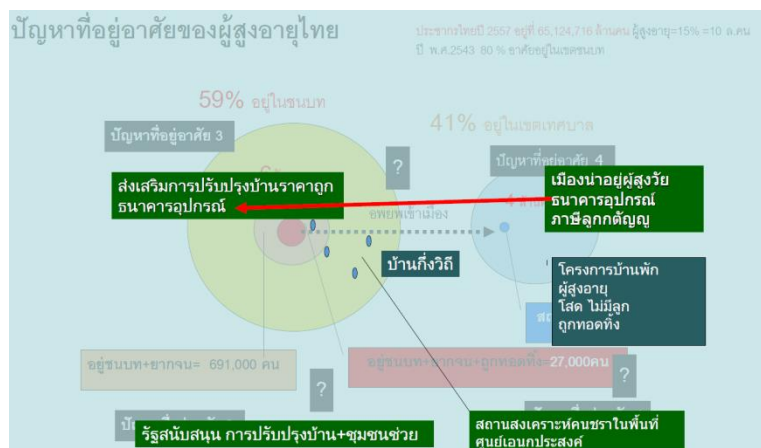 ปัญหาที่อยู่อาศัยของผู้สูงอายุไทย
ประชากรไทยปี 2557 อยู่ที่ 65,124,716 ล้านคน ผู้สูงอายุ=15% =10 ล.คน
ปี พ.ศ.2543 80 % อาศัยอยู่ในเขตชนบท
59% อยู่ในชนบท
41% อยู่ในเขตเทศบาล
ปัญหาที่อยู่อาศัย 3
?
ปัญหาที่อยู่อาศัย 4
ส่งเสริมการปรับปรุงบ้านราคาถูก
ธนาคารอุปกรณ์
เมืองน่าอยู่ผู้สูงวัย
ธนาคารอุปกรณ์
ภาษีลูกกตัญญู
อพยพเข้าเมือง
บ้านกึ่งวิถี
โครงการบ้านพัก
ผู้สูงอายุ
โสด ไม่มีลูก
ถูกทอดทิ้ง
อยู่ชนบท+ยากจน= 691,000 คน
อยู่ชนบท+ยากจน+ถูกทอดทิ้ง=27,000คน
?
?
รัฐสนับสนุน การปรับปรุงบ้าน+ชุมชนช่วย
สถานสงเคราะห์คนชราในพื้นที่
ศูนย์เอนกประสงค์